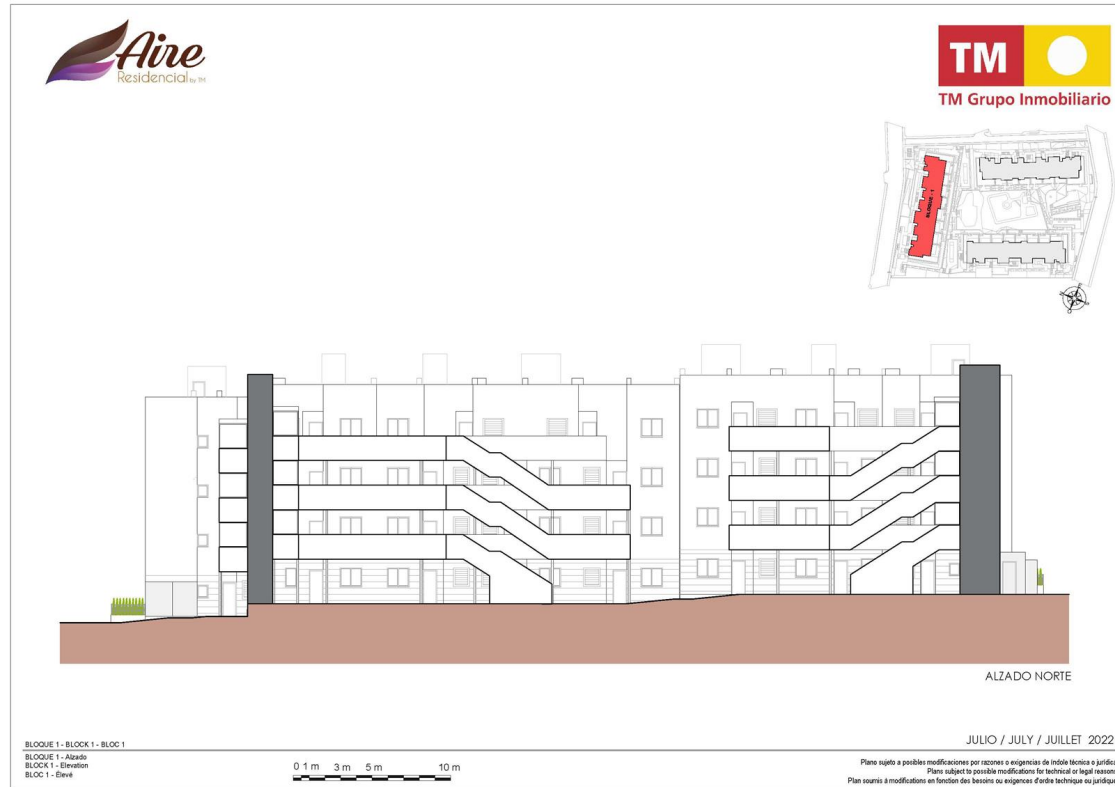 Aire
Residencial by TM
TM
TM Grupo Inmobiliario
BLOQUE - 1
ALZADO NORTE
BLOQUE 1 - BLOCK 1 - BLOC 1
JULIO / JULY / JUILLET 2022
BLOQUE 1 - Alzado
BLOCK 1 - Elevation
BLOC 1 - Élevé
0 1 m 3 m 5 m 10 m
Plano sujeto a posibles modificaciones por razones o exigencias de índole técnica o jurídica
Plans subject to possible modifications for technical or legal reasons
Plan soumis à modifications en fonction des besoins ou exigences d'ordre technique ou juridique